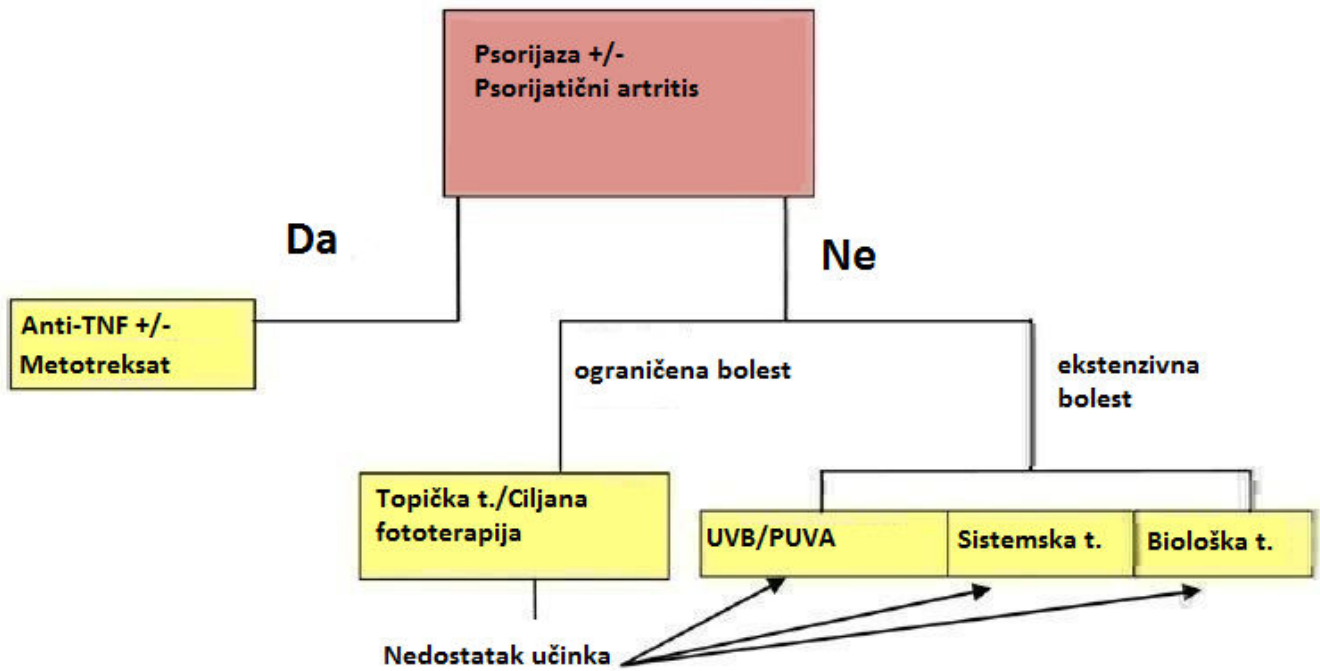 Psorijaza +/-
Psorijatični artritis
Da
Ne
Anti-TNF +/-
Metotreksat
ograničena bolest
ekstenzivna
bolest
Topička t./Ciljana
fototerapija
UVB/PUVA
Sistemska t.
Biološka t.
Nedostatak učinka